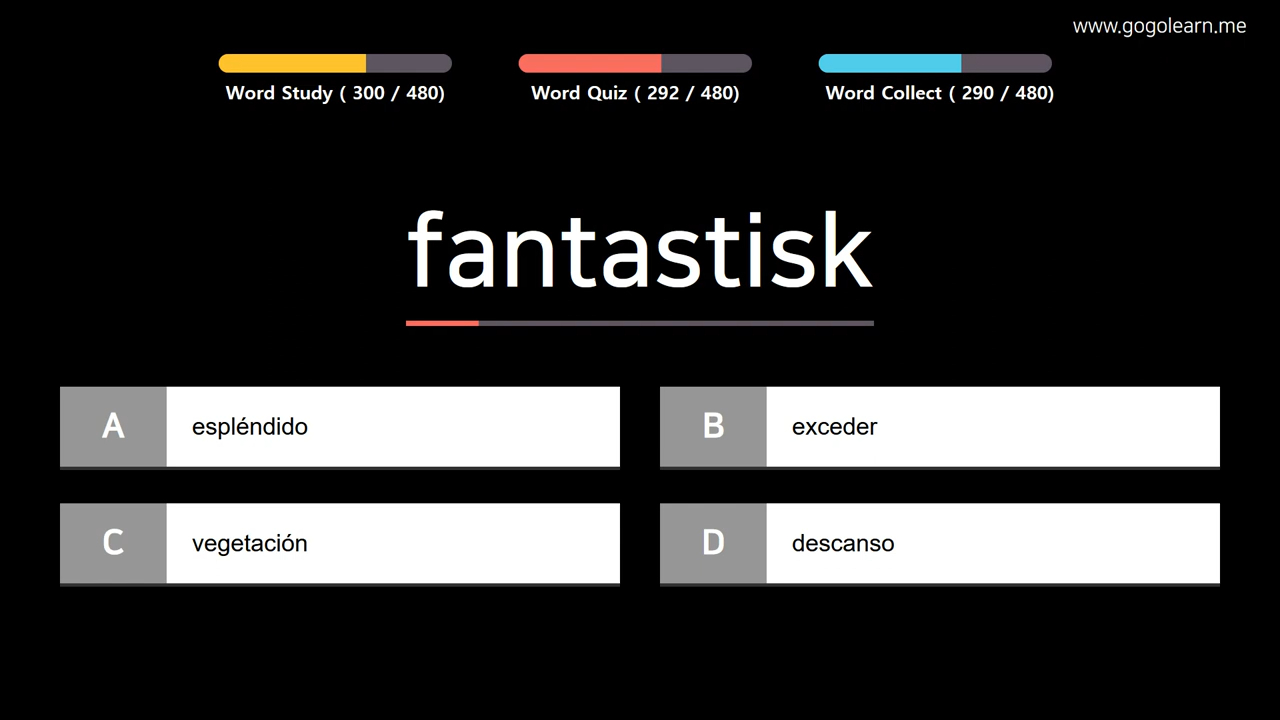 www.gogolearn.me
Word Study ( 300 / 480)
Word Quiz ( 292 / 480)
Word Collect ( 290 / 480)
fantastisk
A espléndido
B exceder
C vegetación
D descanso